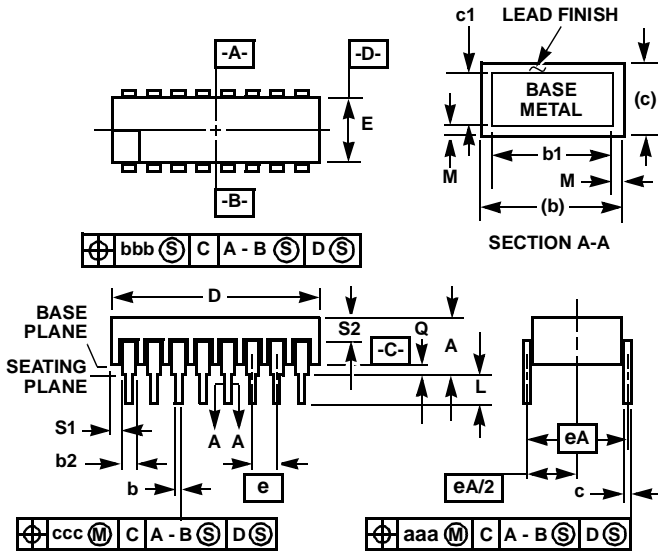 -A-
-D-
E
-B-
bbb Ⓢ C A - B Ⓢ D Ⓢ
c1
LEAD FINISH
BASE
METAL
(c)
M
b1
M
(b)
SECTION A-A
D
BASE
PLANE
SEATING
PLANE
S2
Q
-C-
A
L
S1
b2
b
A A
e
eA
eA/2
c
ccc Ⓜ C A - B Ⓢ D Ⓢ
aaa Ⓜ C A - B Ⓢ D Ⓢ